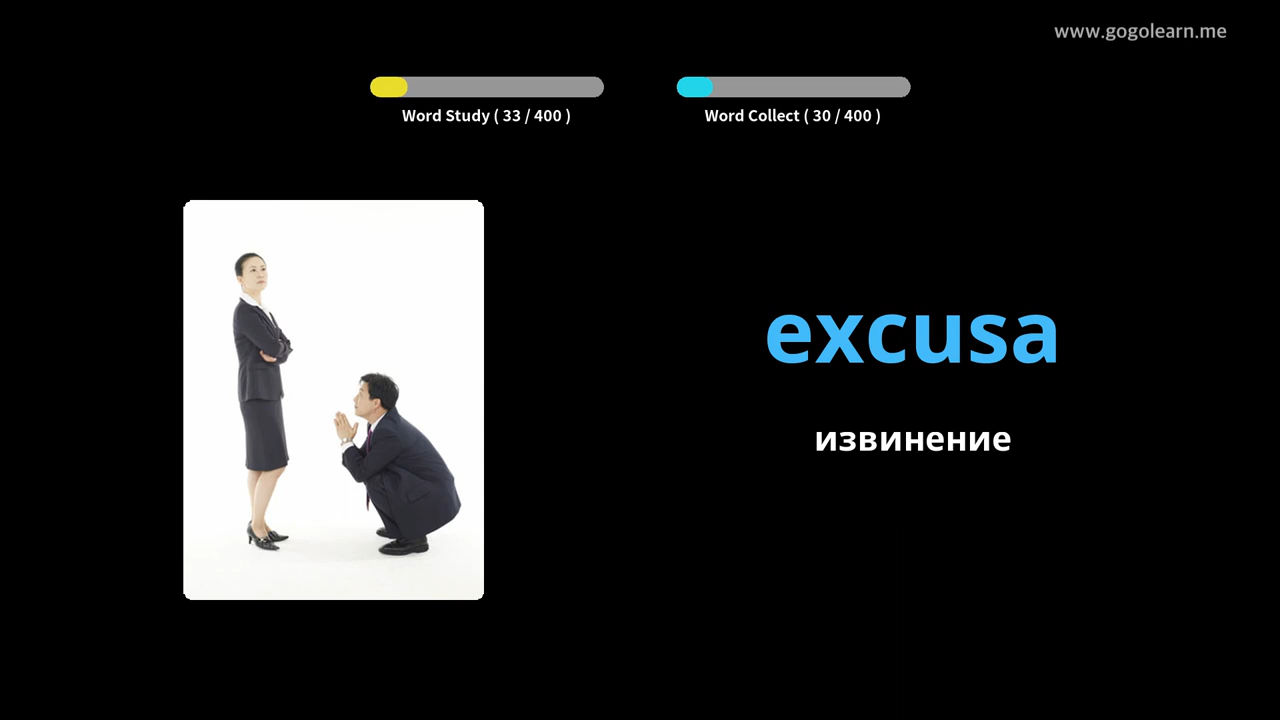 www.gogolearn.me
Word Study ( 33 / 400 )
Word Collect ( 30 / 400 )
excusa
извинение